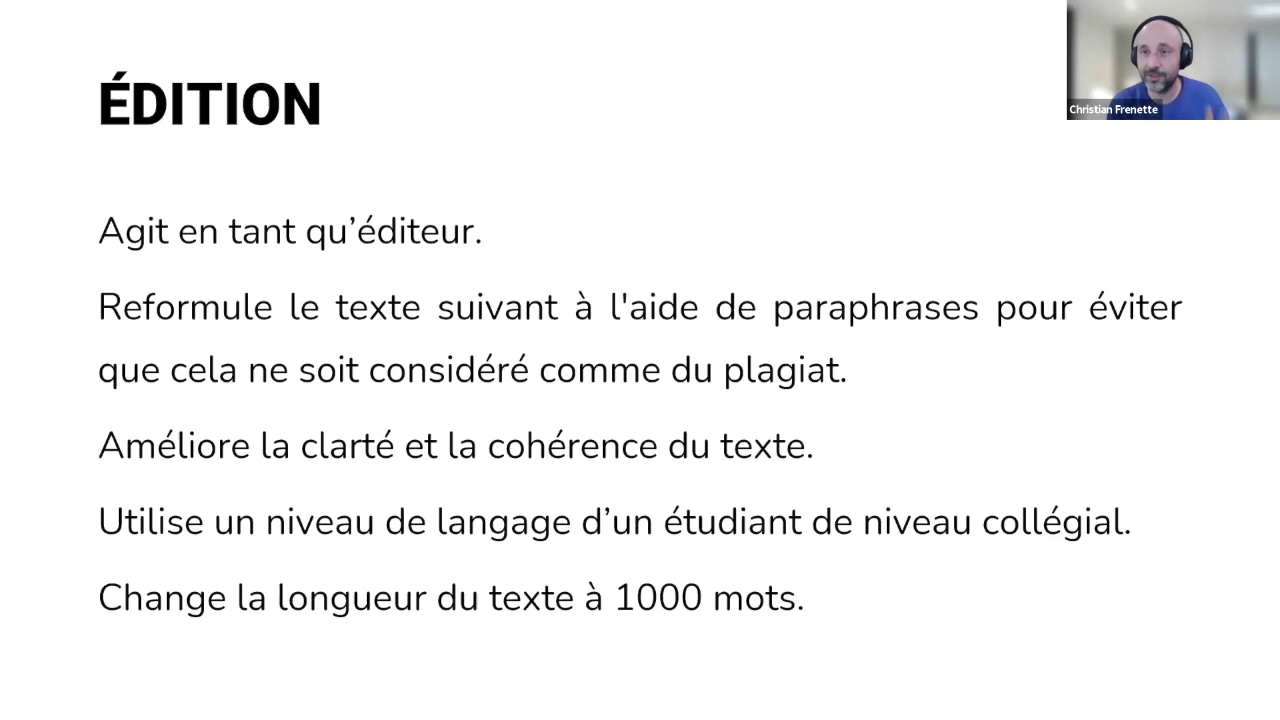 ÉDITION
Christian Frenette
Agit en tant qu’éditeur.
Reformule le texte suivant à l'aide de paraphrases pour éviter
que cela ne soit considéré comme du plagiat.
Améliore la clarté et la cohérence du texte.
Utilise un niveau de langage d’un étudiant de niveau collégial.
Change la longueur du texte à 1000 mots.